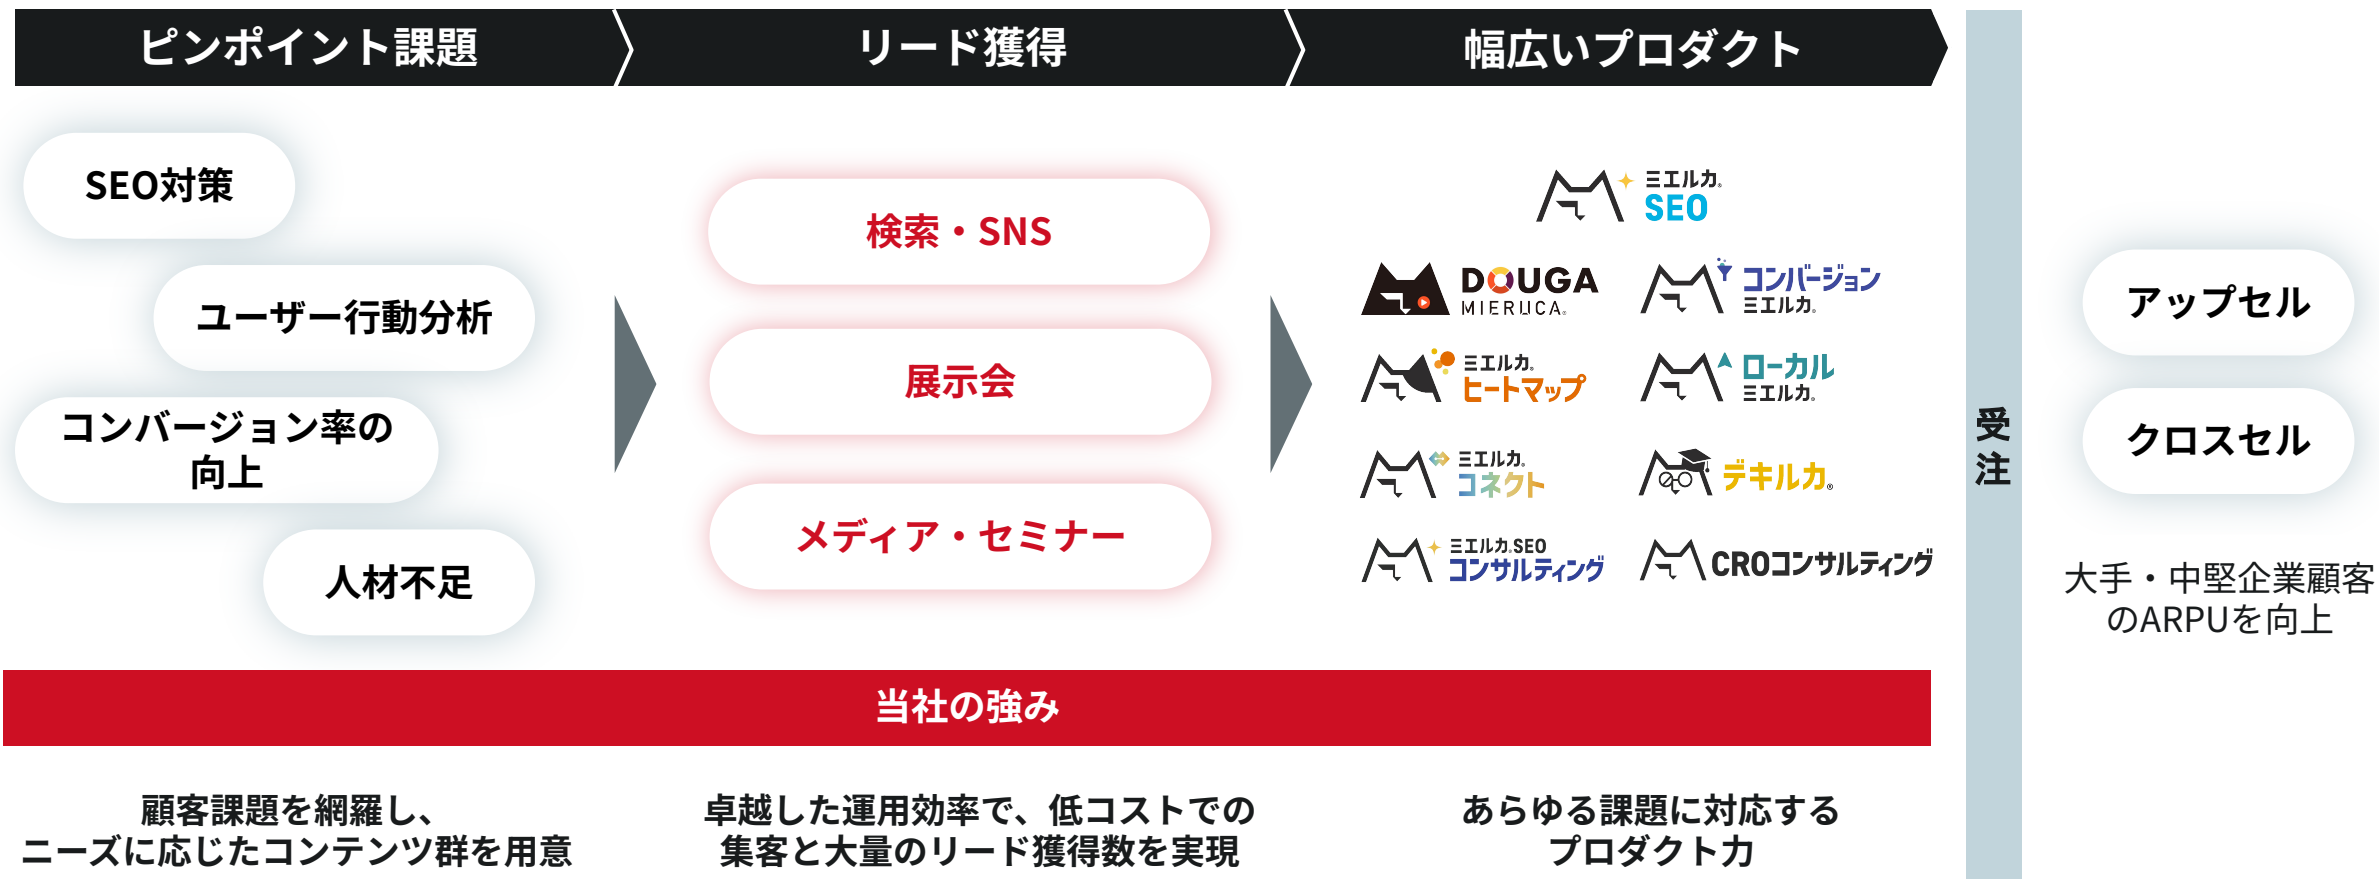 ピンポイント課題
リード獲得
幅広いプロダクト
SEO対策
ユーザー行動分析
コンバージョン率の
向上
人材不足
検索・SNS
展示会
メディア・セミナー
ミエルカ®
SEO
DOUGA
MIERUCA®
コンバージョン
ミエルカ®
ミエルカ®
ヒートマップ
ローカル
ミエルカ®
ミエルカ®
コネクト
デキルカ®
ミエルカ®SEO
コンサルティング
CROコンサルティング
受注
アップセル
クロスセル
大手・中堅企業顧客
のARPUを向上
当社の強み
顧客課題を網羅し、
ニーズに応じたコンテンツ群を用意
卓越した運用効率で、低コストでの
集客と大量のリード獲得数を実現
あらゆる課題に対応する
プロダクト力